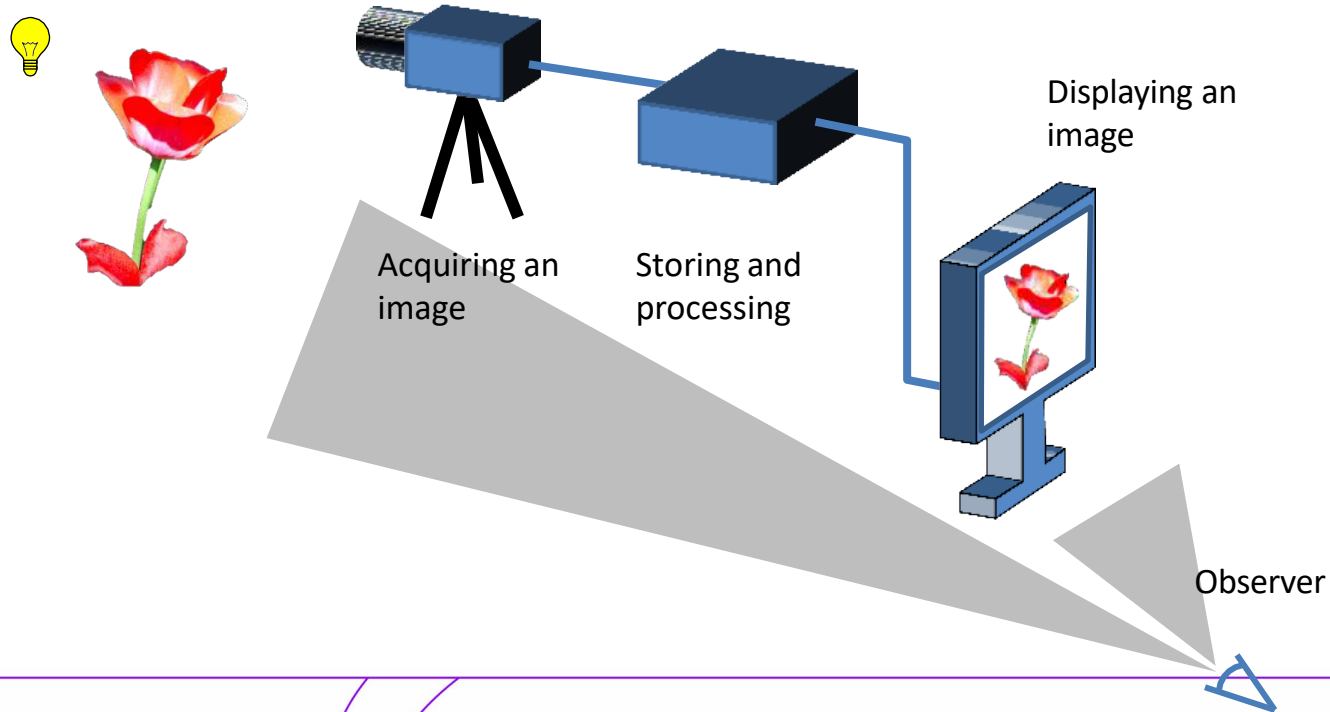 Displaying an
image
Acquiring an
image
Storing and
processing
Observer